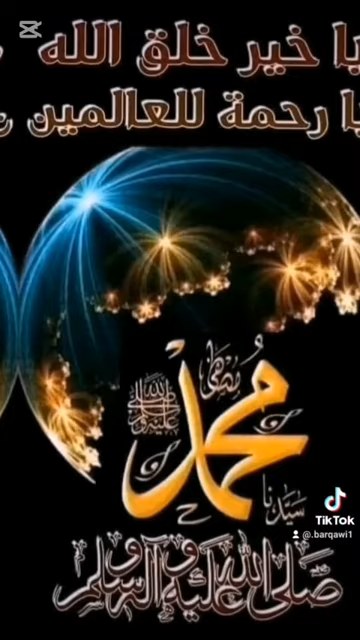 يا خير خلق الله
يا رحمة للعالمين
مصطفى
صلى الله عليه وسلم
محمد
سيدنا
صلى الله عليه وآله وسلم
TikTok
@.barqawi1